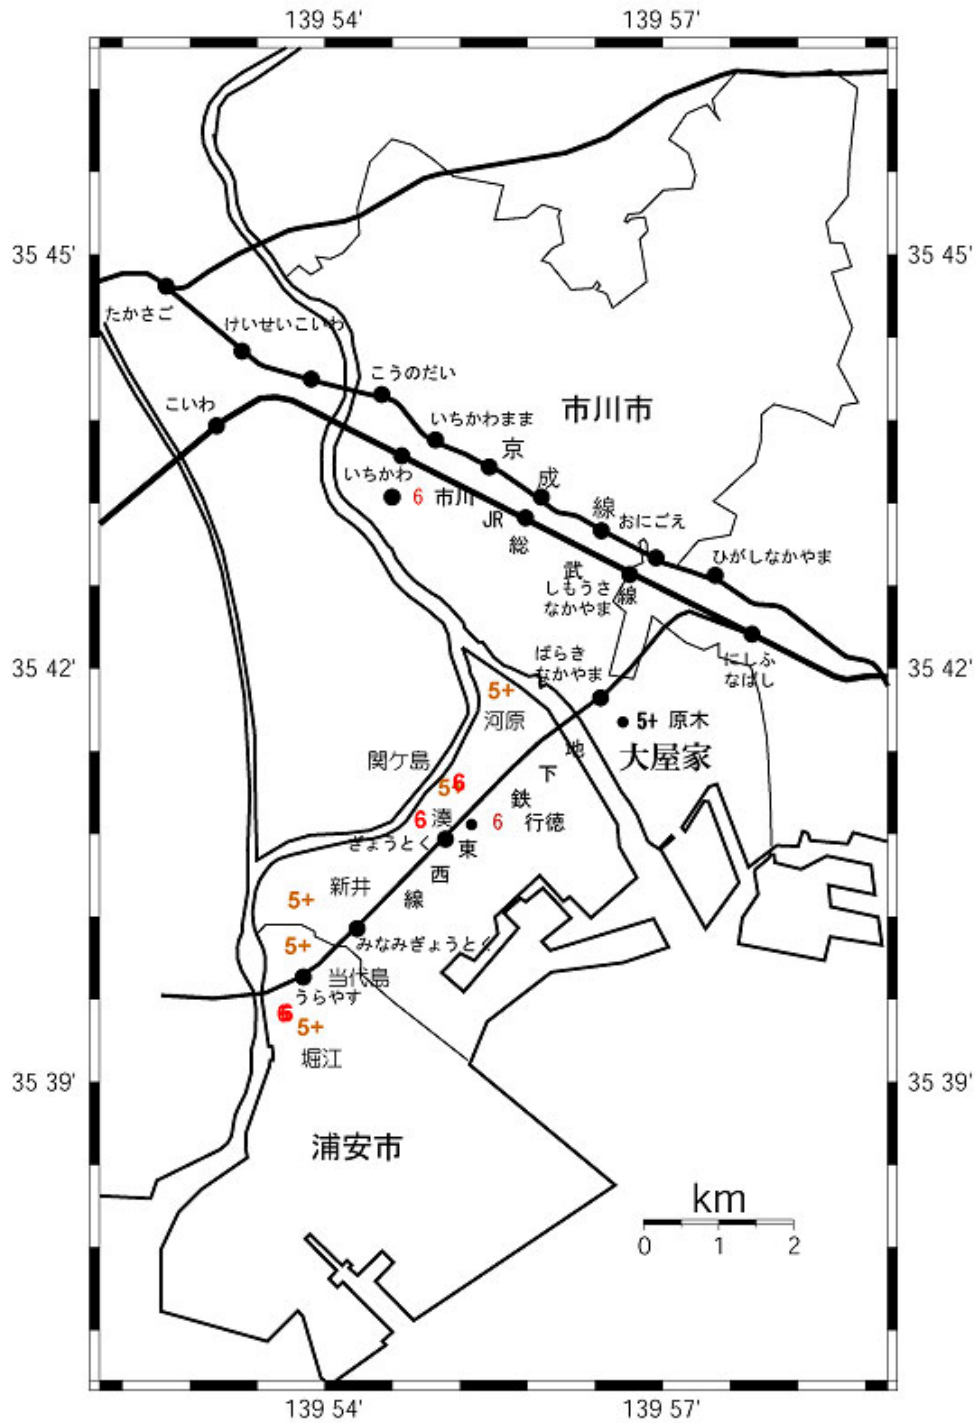 139 54'
139 57'
35 45'
35 45'
たかさご
けいせいこいわ
こうのだい
こいわ
いちかわまま
市川市
京
成
線
いちかわ
6 市川
JR
総
武
線
おにごえ
ひがしなかやま
しもうさ
なかやま
35 42'
35 42'
ばらき
なかやま
にしふ
なばし
5+
河原
5+ 原木
大屋家
地
下
鉄
東
西
線
関ケ島
6
6 湊
6 行徳
ぎょうとく
新井
5+
5+
みなみぎょうとく
当代島
うらやす
5+
堀江
35 39'
35 39'
浦安市
km
0 1 2
139 54'
139 57'